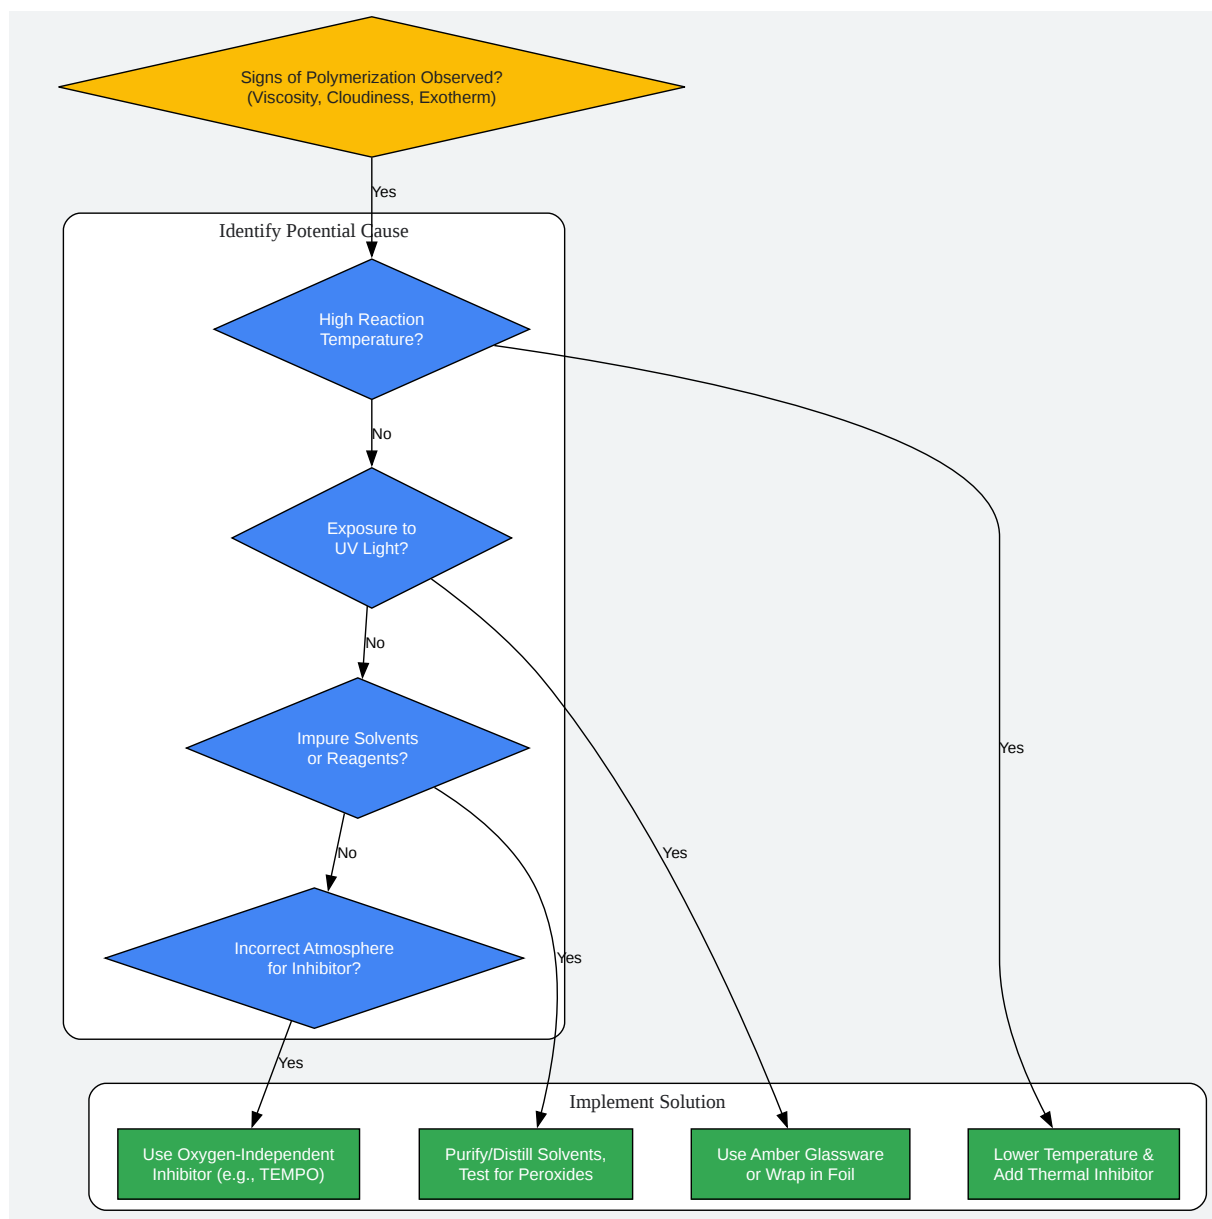 Signs of Polymerization Observed?
(Viscosity, Cloudiness, Exotherm)
Yes
Identify Potential Cause
High Reaction
Temperature?
No
Exposure to
UV Light?
No
Impure Solvents
or Reagents?
Yes
No
Yes
Incorrect Atmosphere
for Inhibitor?
Yes
Yes
Implement Solution
Use Oxygen-Independent
Inhibitor (e.g., TEMPO)
Purify/Distill Solvents,
Test for Peroxides
Use Amber Glassware
or Wrap in Foil
Lower Temperature &
Add Thermal Inhibitor